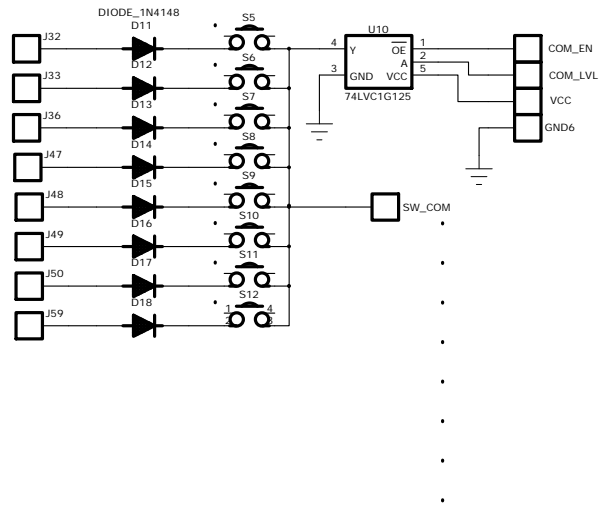 DIODE_1N4148
D11
S5
U10
J32
4
Y
OE
1
COM_EN
D12
A
2
S6
J33
3
GND
VCC
5
COM_LVL
D13
74LVC1G125
S7
VCC
J36
D14
S8
GND6
J47
D15
S9
J48
SW_COM
D16
S10
J49
D17
S11
J50
D18
S12
J59
1
4
2
3